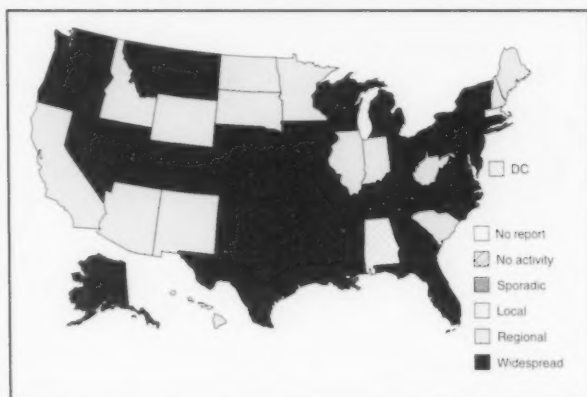 DC
No report
No activity
Sporadic
Local
Regional
Widespread